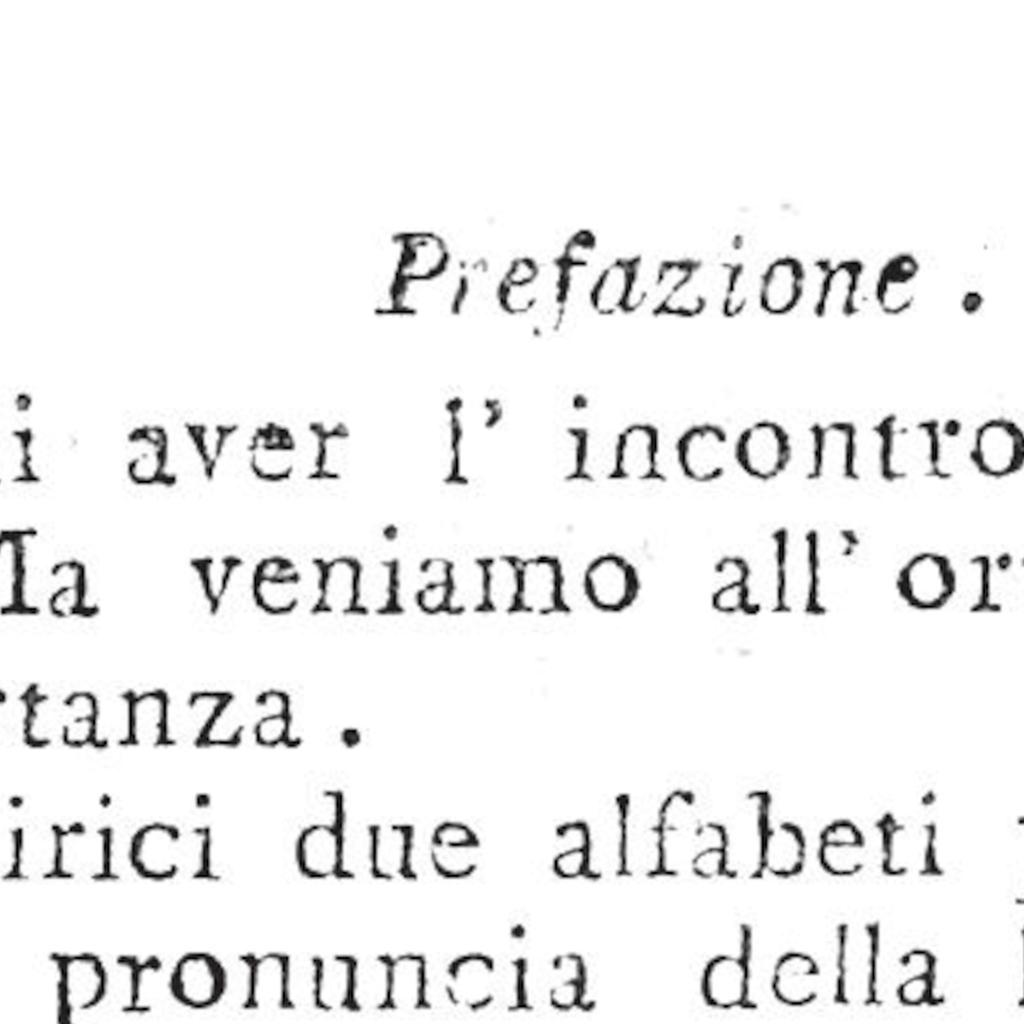 Prefazione .
i aver l' incontro
Ma veniamo all' or
rtanza .
irici due alfabeti
pronuncia della